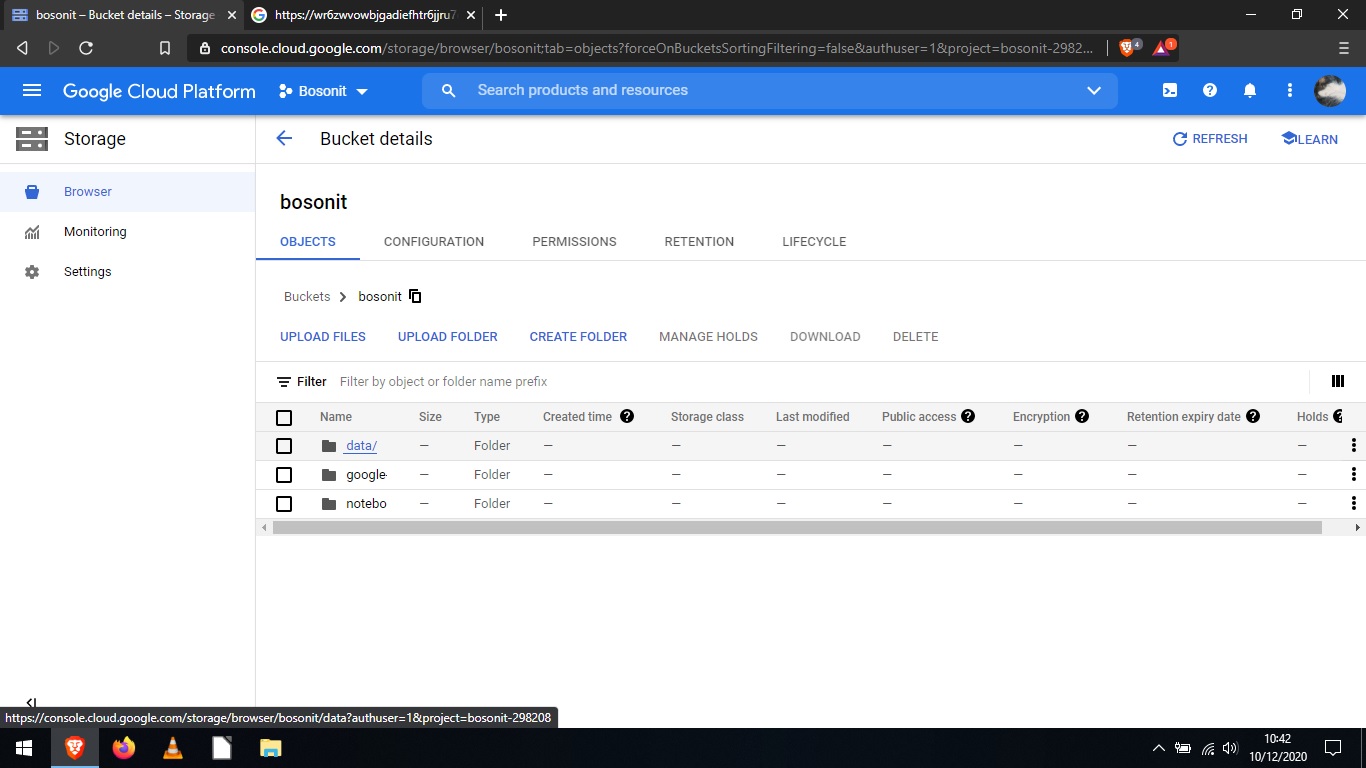 bosonit – Bucket details – Storage
https://wr6zwvowbjgadiefhtr6jjru7
console.cloud.google.com/storage/browser/bosonit;tab=objects?forceOnBucketsSortingFiltering=false&authuser=1&project=bosonit-2982...
4
1
Google Cloud Platform
Bosonit
Search products and resources
Storage
Bucket details
REFRESH
LEARN
Browser
Monitoring
Settings
bosonit
OBJECTS CONFIGURATION PERMISSIONS RETENTION LIFECYCLE
Buckets > bosonit
UPLOAD FILES UPLOAD FOLDER CREATE FOLDER MANAGE HOLDS DOWNLOAD DELETE
Filter Filter by object or folder name prefix
Name Size Type Created time Storage class Last modified Public access Encryption Retention expiry date Holds
data/ — Folder — — — — — — —
google- — Folder — — — — — — —
notebo — Folder — — — — — — —
https://console.cloud.google.com/storage/browser/bosonit/data?authuser=1&project=bosonit-298208
10:42
10/12/2020